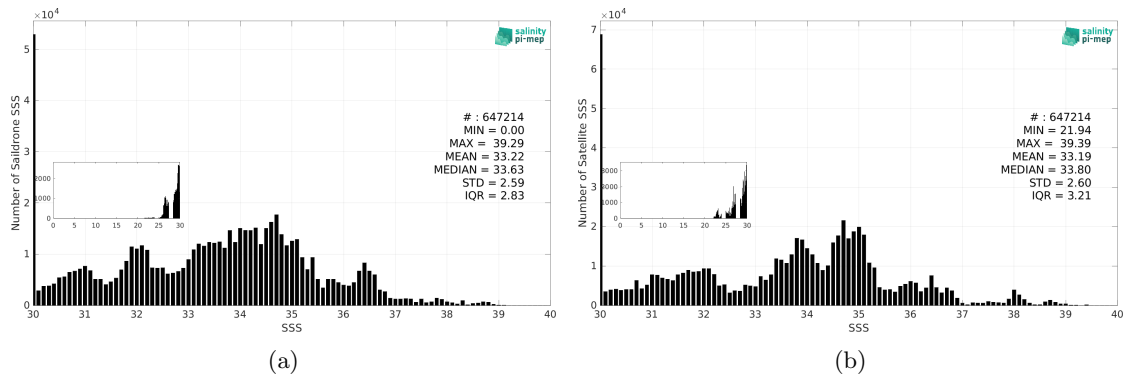 ×10⁴
salinity
pi-mep
5
4
3
2
1
0
Number of Saildrone SSS
# : 647214
MIN = 0.00
MAX = 39.29
MEAN = 33.22
MEDIAN = 33.63
STD = 2.59
IQR = 2.83
2000
1000
0
0 5 10 15 20 25 30
30 31 32 33 34 35 36 37 38 39 40
SSS
(a)
×10⁴
salinity
pi-mep
7
6
5
4
3
2
1
0
Number of Satellite SSS
# : 647214
MIN = 21.94
MAX = 39.39
MEAN = 33.19
MEDIAN = 33.80
STD = 2.60
IQR = 3.21
3000
2000
1000
0
0 5 10 15 20 25 30
30 31 32 33 34 35 36 37 38 39 40
SSS
(b)